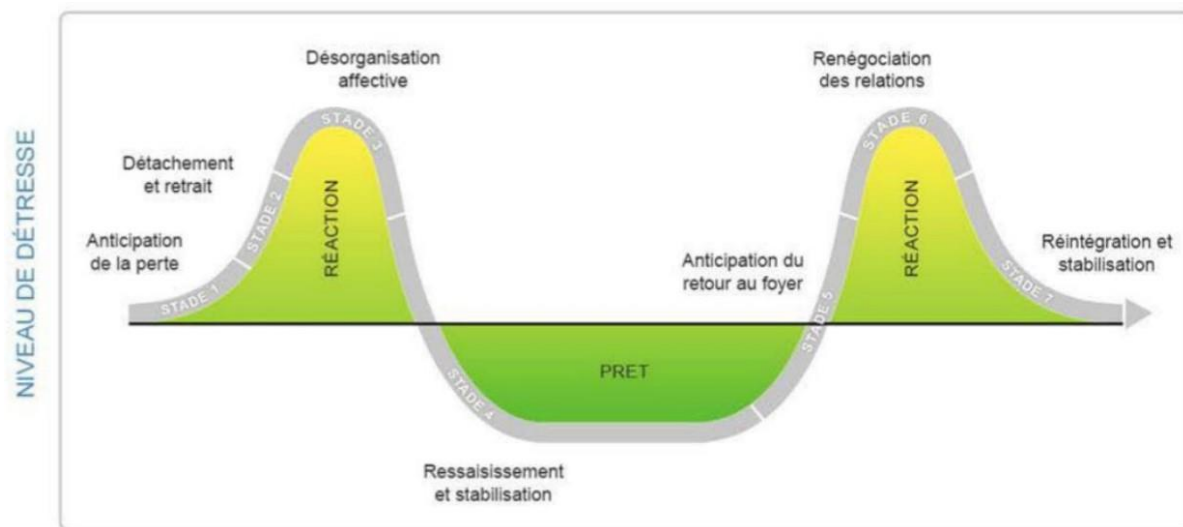 NIVEAU DE DÉTRESSE
Anticipation
de la perte
STADE 1
Détachement
et retrait
STADE 2
Désorganisation
affective
STADE 3
RÉACTION
STADE 4
Ressaisissement
et stabilisation
PRET
Anticipation du
retour au foyer
STADE 5
Renégociation
des relations
STADE 6
RÉACTION
Réintégration et
stabilisation
STADE 7